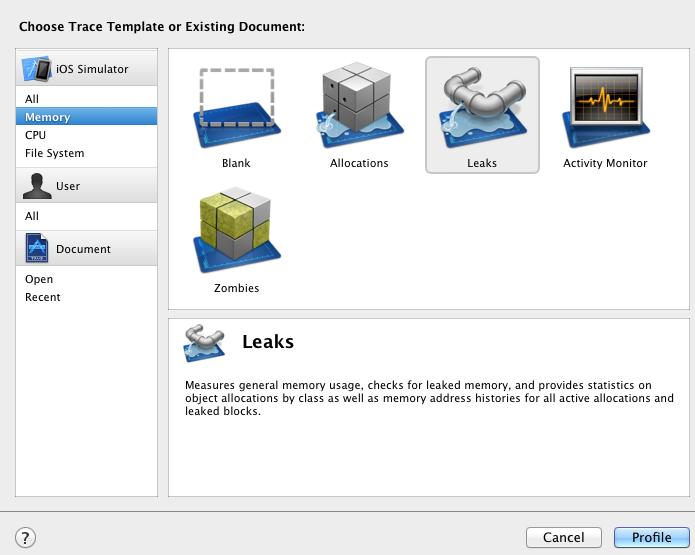 Choose Trace Template or Existing Document:
iOS Simulator
All
Memory
CPU
File System
User
All
Document
Open
Recent
Blank
Allocations
Leaks
Activity Monitor
Zombies
Leaks
Measures general memory usage, checks for leaked memory, and provides statistics on
object allocations by class as well as memory address histories for all active allocations and
leaked blocks.
?
Cancel
Profile